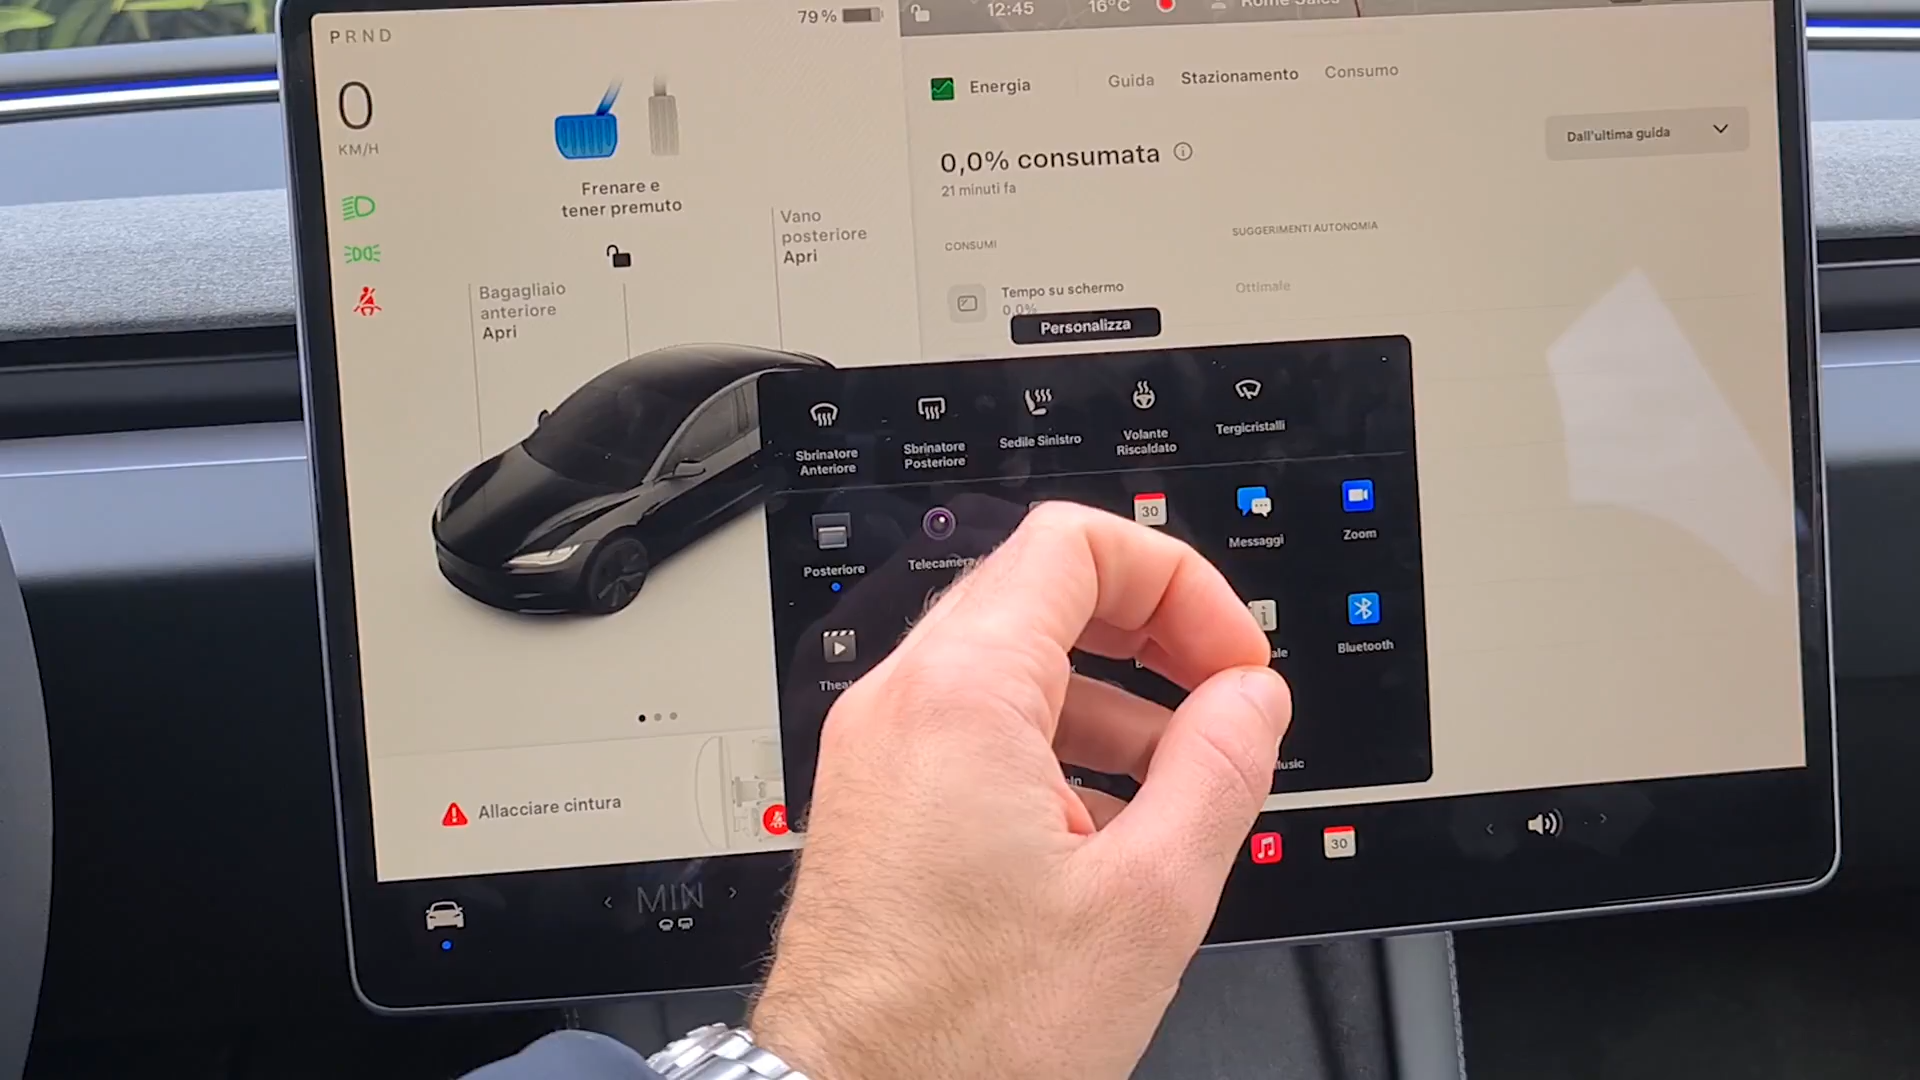 PRND
79 %
12:45
16°C
0
KM/H
Frenare e
tener premuto
Vano
posteriore
Apri
Bagagliaio
anteriore
Apri
Allacciare cintura
MIN
Energia
Guida
Stazionamento
Consumo
0,0% consumata
21 minuti fa
Dall'ultima guida
CONSUMI
SUGGERIMENTI AUTONOMIA
Tempo su schermo
0,0%
Ottimale
Personalizza
Sbrinatore
Anteriore
Sbrinatore
Posteriore
Sedile Sinistro
Volante
Riscaldato
Tergicristalli
Posteriore
Telecamera
30
Messaggi
Zoom
Bluetooth
30